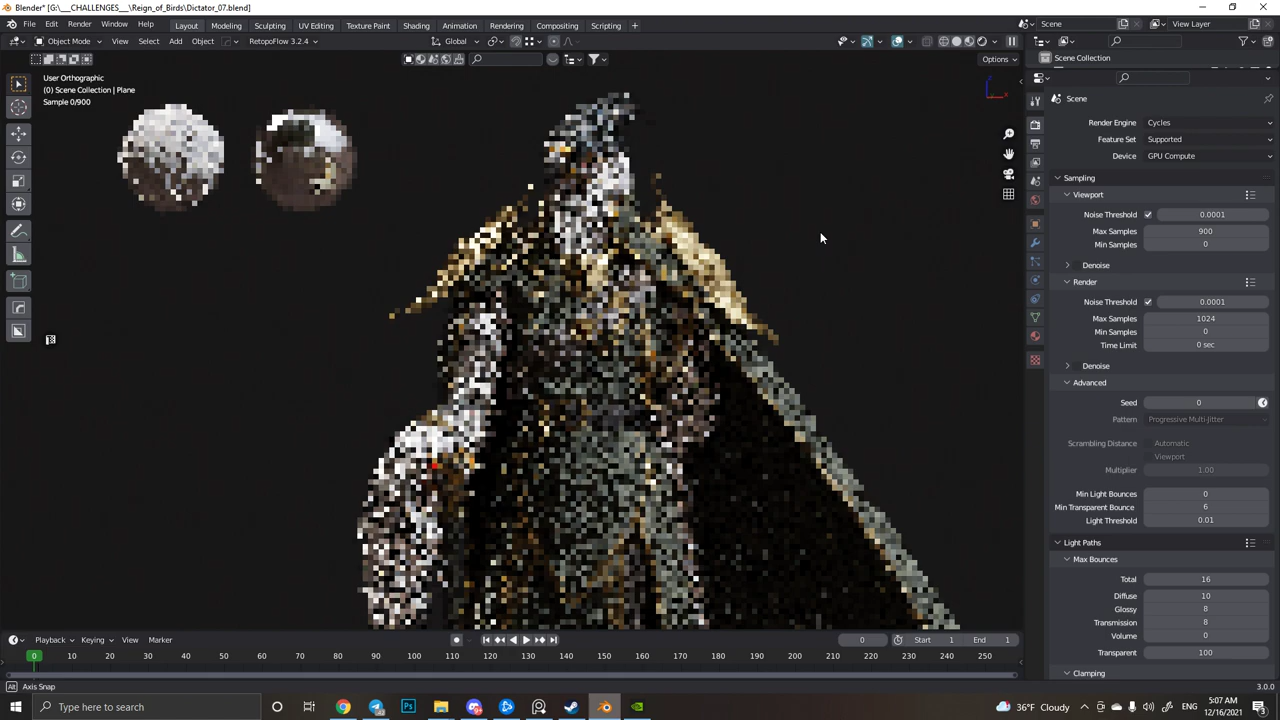 Blender* [G:\___CHALLENGES___\Reign_of_Birds\Dictator_07.blend]
File Edit Render Window Help Layout Modeling Sculpting UV Editing Texture Paint Shading Animation Rendering Compositing Scripting + Scene View Layer
Object Mode View Select Add Object RetopoFlow 3.2.4 Global
Options
Scene Collection
User Orthographic
(0) Scene Collection | Plane
Sample 0/900
Scene
Render Engine Cycles
Feature Set Supported
Device GPU Compute
Sampling
Viewport
Noise Threshold 0.0001
Max Samples 900
Min Samples 0
Denoise
Render
Noise Threshold 0.0001
Max Samples 1024
Min Samples 0
Time Limit 0 sec
Denoise
Advanced
Seed 0
Pattern Progressive Multi-Jitter
Scrambling Distance Automatic
Viewport
Multiplier 1.00
Min Light Bounces 0
Min Transparent Bounce 6
Light Threshold 0.01
Light Paths
Max Bounces
Total 16
Diffuse 10
Glossy 8
Transmission 8
Volume 0
Transparent 100
Clamping
Playback Keying View Marker 0 Start 1 End 1
0 10 20 30 40 50 60 70 80 90 100 110 120 130 140 150 160 170 180 190 200 210 220 230 240 250
Alt Axis Snap 3.0.0
Type here to search 36°F Cloudy ENG 5:07 AM
12/16/2021